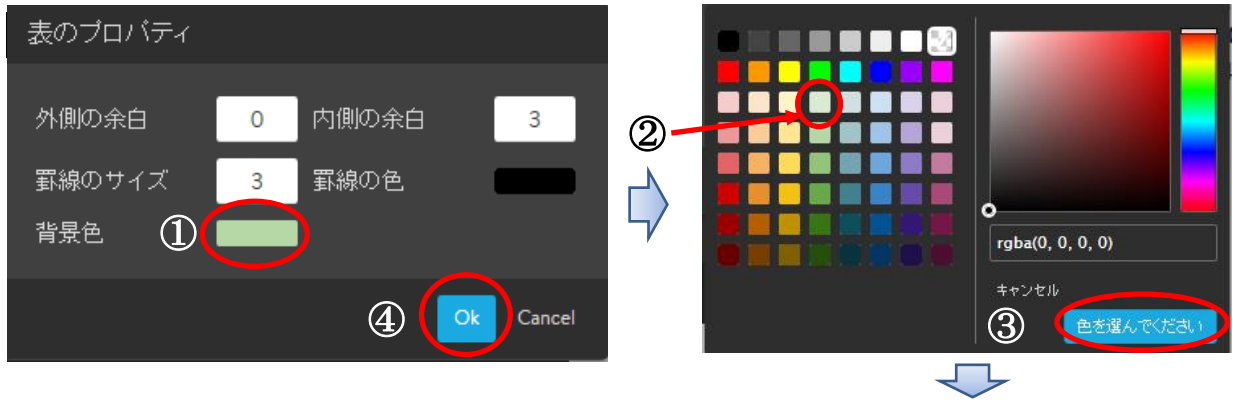 表のプロパティ
外側の余白 0 内側の余白 3
罫線のサイズ 3 罫線の色
背景色 ①
④ Ok Cancel
②
rgba(0, 0, 0, 0)
キャンセル
③ 色を選んでください